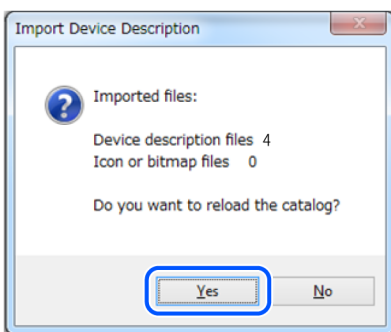 Import Device Description
Imported files:
Device description files 4
Icon or bitmap files 0
Do you want to reload the catalog?
Yes
No